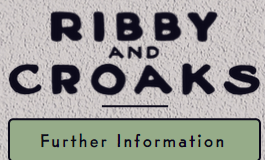 RIBBY
AND
CROAKS
Further Information